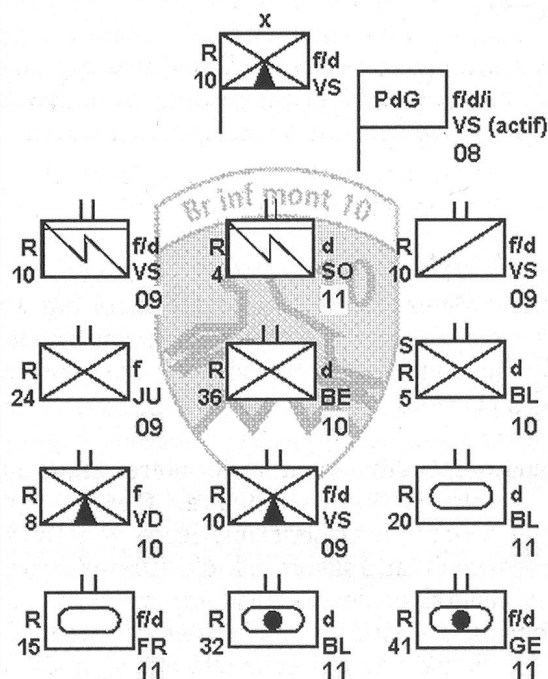 x
R f/d
10 VS
PdG f/d/i
VS (actif)
08
Br inf mont 10
R f/d
10 VS
09
R d
4 SO
11
R f/d
10 VS
09
R f
24 JU
09
R d
36 BE
10
S
R d
5 BL
10
R f
8 VD
10
R f/d
10 VS
09
R d
20 BL
11
R f/d
15 FR
11
R d
32 BL
11
R f/d
41 GE
11